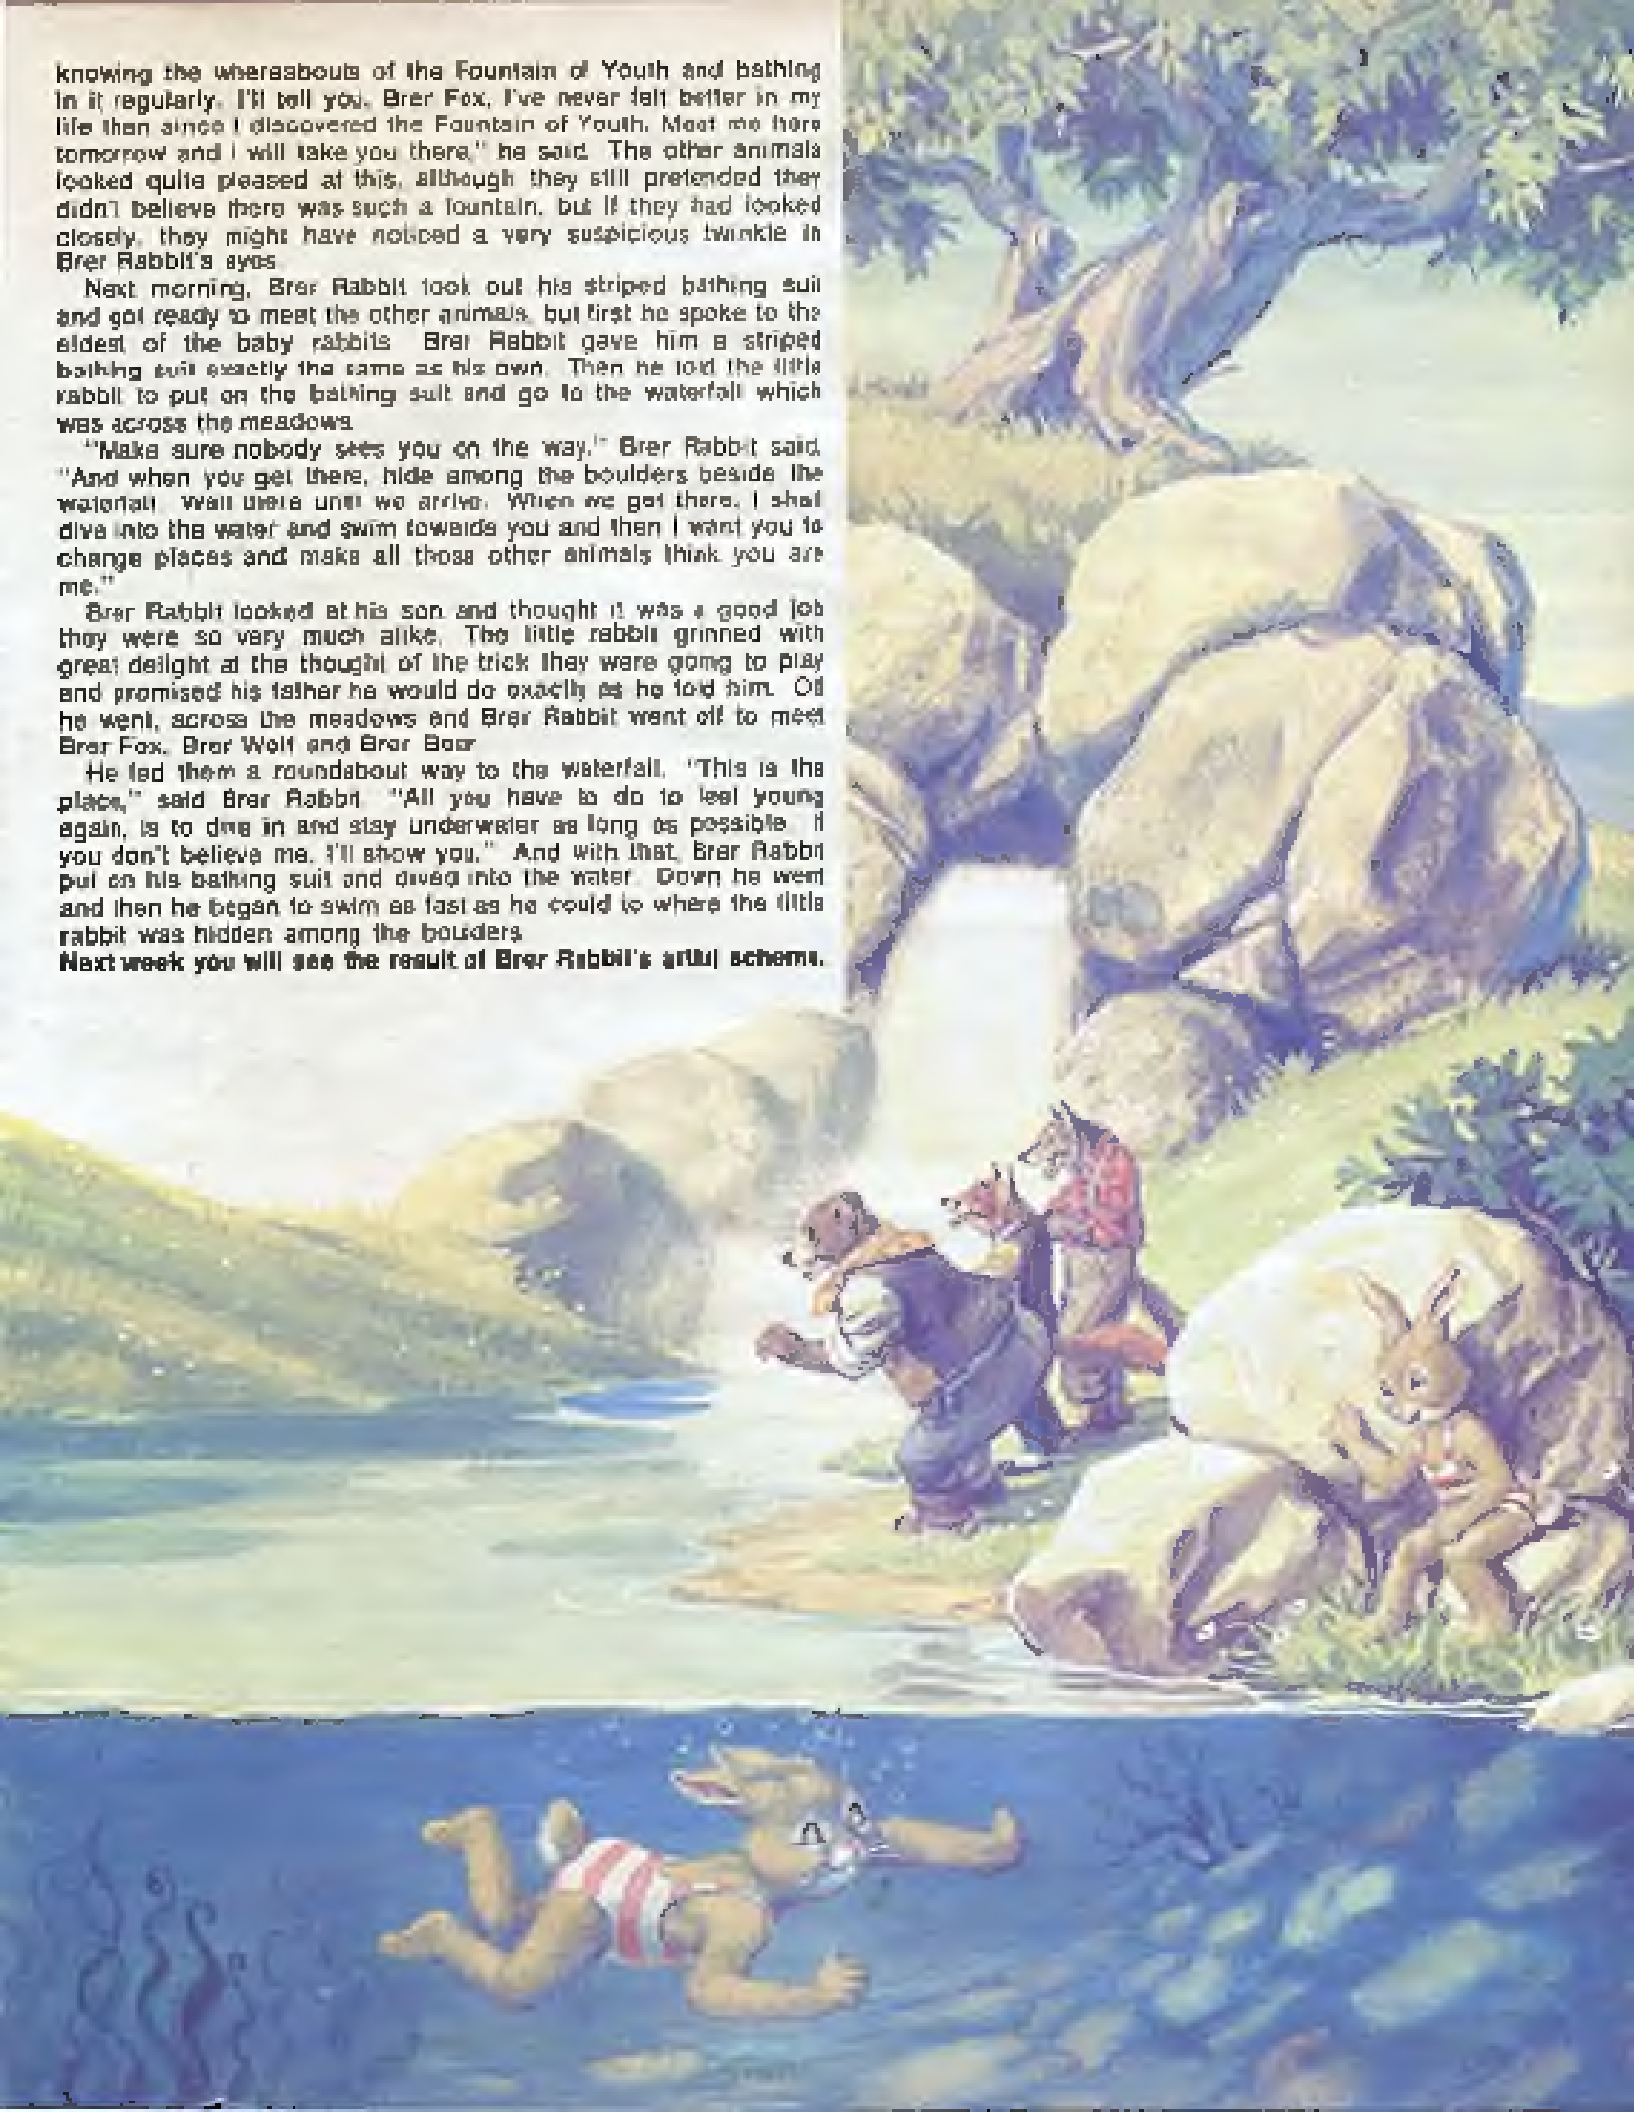 knowing the whereabouts of the Fountain of Youth and bathing
in it regularly. I'll tell you, Brer Fox, I've never felt better in my
life than since I discovered the Fountain of Youth. Meet me here
tomorrow and I will take you there," he said. The other animals
looked quite pleased at this, although they still pretended they
didn't believe there was such a fountain, but if they had looked
closely, they might have noticed a very suspicious twinkle in
Brer Rabbit's eyes.
Next morning, Brer Rabbit took out his striped bathing suit
and got ready to meet the other animals, but first he spoke to the
eldest of the baby rabbits. Brer Rabbit gave him a striped
bathing suit exactly the same as his own. Then he told the little
rabbit to put on the bathing suit and go to the waterfall which
was across the meadows.
"Make sure nobody sees you on the way," Brer Rabbit said.
"And when you get there, hide among the boulders beside the
waterfall. Wait there until we arrive. When we get there, I shall
dive into the water and swim towards you and then I want you to
change places and make all those other animals think you are
me."
Brer Rabbit looked at his son and thought it was a good job
they were so very much alike. The little rabbit grinned with
great delight at the thought of the trick they were going to play
and promised his father he would do exactly as he told him. Off
he went, across the meadows and Brer Rabbit went off to meet
Brer Fox, Brer Wolf and Brer Bear.
He led them a roundabout way to the waterfall. "This is the
place," said Brer Rabbit. "All you have to do to feel young
again, is to dive in and stay underwater as long as possible. If
you don't believe me, I'll show you." And with that, Brer Rabbit
put on his bathing suit and dived into the water. Down he went
and then he began to swim as fast as he could to where the little
rabbit was hidden among the boulders.
Next week you will see the result of Brer Rabbit's artful scheme.